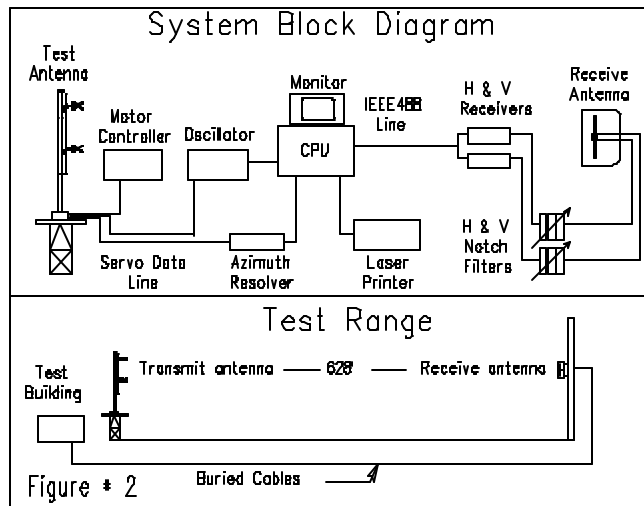 System Block Diagram
Test
Antenna
Motor
Controller
Oscillator
Monitor
CPU
IEEE488
Line
H & V
Receivers
Receive
Antenna
Servo Data
Line
Azimuth
Resolver
Laser
Printer
H & V
Notch
Filters
Test Range
Test
Building
Transmit antenna
628'
Receive antenna
Buried Cables
Figure # 2